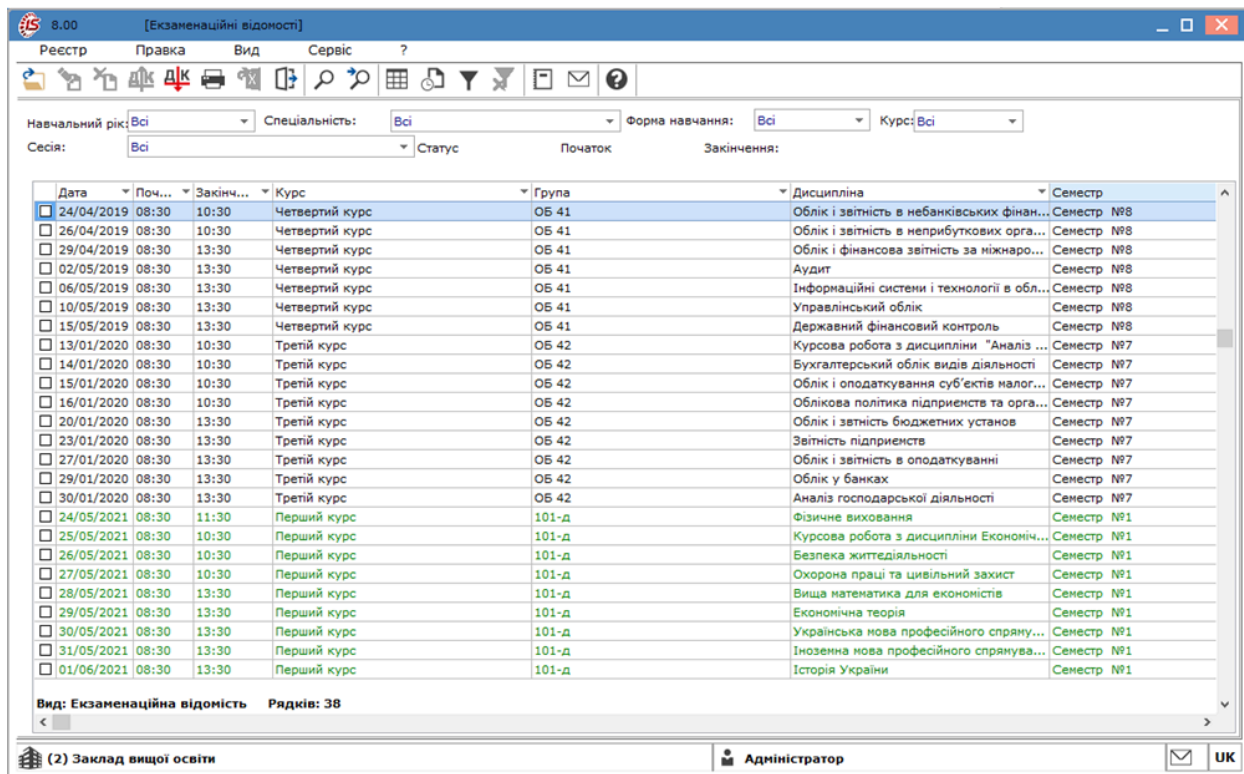 8.00 [Екзаменаційні відомості]
Реєстр Правка Вид Сервіс ?
Навчальний рік: Всі Спеціальність: Всі Форма навчання: Всі Курс: Всі
Сесія: Всі Статус Початок Закінчення:
Дата Поч... Закінч... Курс Група Дисципліна Семестр
24/04/2019 08:30 10:30 Четвертий курс ОБ 41 Облік і звітність в небанківських фінан... Семестр №8
26/04/2019 08:30 10:30 Четвертий курс ОБ 41 Облік і звітність в неприбуткових орга... Семестр №8
29/04/2019 08:30 13:30 Четвертий курс ОБ 41 Облік і фінансова звітність за міжнаро... Семестр №8
02/05/2019 08:30 13:30 Четвертий курс ОБ 41 Аудит Семестр №8
06/05/2019 08:30 13:30 Четвертий курс ОБ 41 Інформаційні системи і технології в обл... Семестр №8
10/05/2019 08:30 13:30 Четвертий курс ОБ 41 Управлінський облік Семестр №8
15/05/2019 08:30 13:30 Четвертий курс ОБ 41 Державний фінансовий контроль Семестр №8
13/01/2020 08:30 10:30 Третій курс ОБ 42 Курсова робота з дисципліни "Аналіз ... Семестр №7
14/01/2020 08:30 10:30 Третій курс ОБ 42 Бухгалтерський облік видів діяльності Семестр №7
15/01/2020 08:30 10:30 Третій курс ОБ 42 Облік і оподаткування суб'єктів малог... Семестр №7
16/01/2020 08:30 10:30 Третій курс ОБ 42 Облікова політика підприємств та орга... Семестр №7
20/01/2020 08:30 13:30 Третій курс ОБ 42 Облік і звтність бюджетних установ Семестр №7
23/01/2020 08:30 13:30 Третій курс ОБ 42 Звітність підприємств Семестр №7
27/01/2020 08:30 13:30 Третій курс ОБ 42 Облік і звітність в оподаткуванні Семестр №7
29/01/2020 08:30 13:30 Третій курс ОБ 42 Облік у банках Семестр №7
30/01/2020 08:30 13:30 Третій курс ОБ 42 Аналіз господарської діяльності Семестр №7
24/05/2021 08:30 11:30 Перший курс 101-д Фізичне виховання Семестр №1
25/05/2021 08:30 10:30 Перший курс 101-д Курсова робота з дисципліни Економіч... Семестр №1
26/05/2021 08:30 10:30 Перший курс 101-д Безпека життєдіяльності Семестр №1
27/05/2021 08:30 10:30 Перший курс 101-д Охорона праці та цивільний захист Семестр №1
28/05/2021 08:30 13:30 Перший курс 101-д Вища математика для економістів Семестр №1
29/05/2021 08:30 13:30 Перший курс 101-д Економічна теорія Семестр №1
30/05/2021 08:30 13:30 Перший курс 101-д Українська мова професійного спряму... Семестр №1
31/05/2021 08:30 13:30 Перший курс 101-д Іноземна мова професійного спрямува... Семестр №1
01/06/2021 08:30 13:30 Перший курс 101-д Історія України Семестр №1
Вид: Екзаменаційна відомість Рядків: 38
(2) Заклад вищої освіти Адміністратор UK